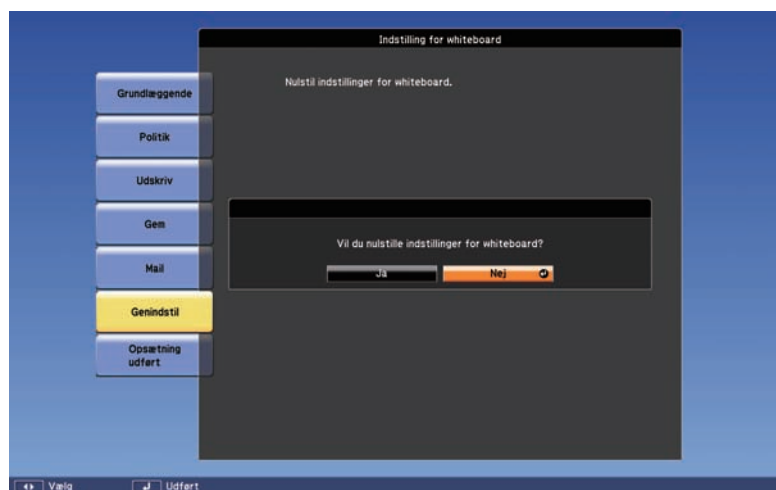 Indstilling for whiteboard
Nulstil indstillinger for whiteboard.
Grundlæggende
Politik
Udskriv
Gem
Mail
Genindstil
Opsætning
udført
Vil du nulstille indstillinger for whiteboard?
Ja
Nej
Vælg
Udført